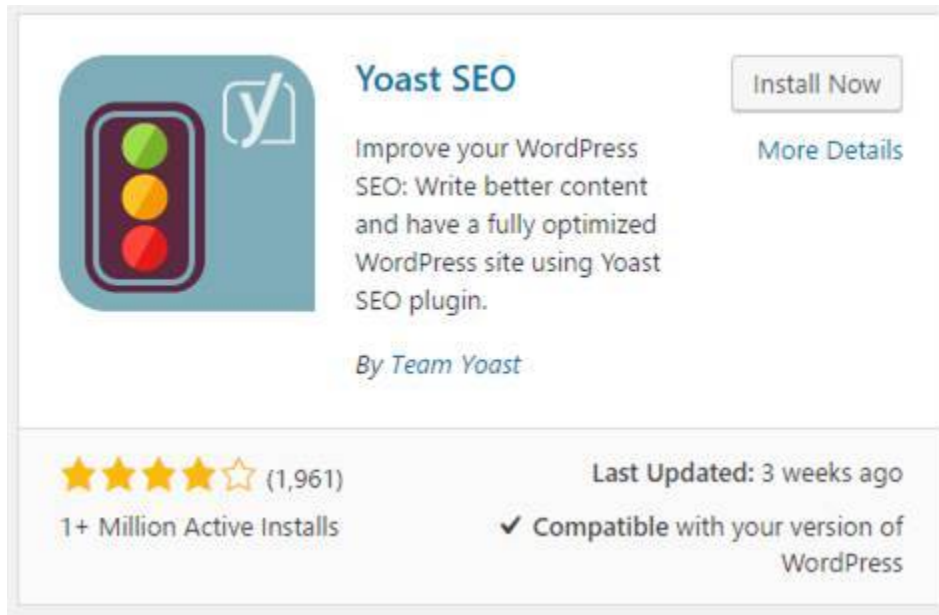 Yoast SEO
Install Now
More Details
Improve your WordPress
SEO: Write better content
and have a fully optimized
WordPress site using Yoast
SEO plugin.
By Team Yoast
(1,961)
1+ Million Active Installs
Last Updated: 3 weeks ago
Compatible with your version of
WordPress
y